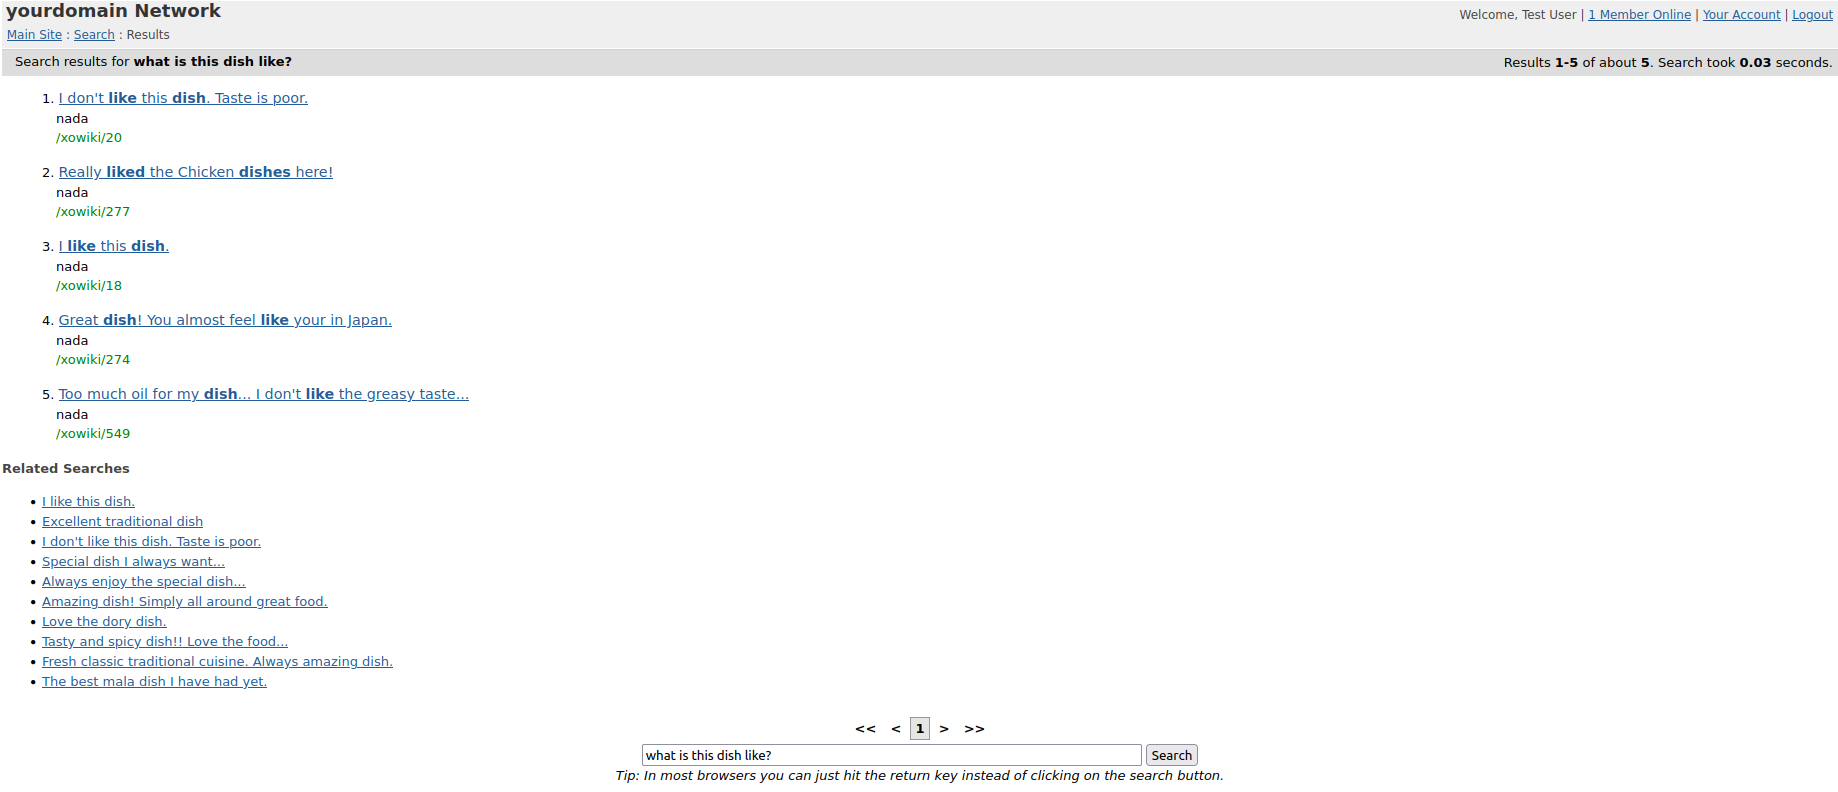 yourdomain Network
Welcome, Test User | 1 Member Online | Your Account | Logout
Main Site : Search : Results
Search results for what is this dish like?
Results 1-5 of about 5. Search took 0.03 seconds.
1. I don't like this dish. Taste is poor.
nada
/xowiki/20
2. Really liked the Chicken dishes here!
nada
/xowiki/277
3. I like this dish.
nada
/xowiki/18
4. Great dish! You almost feel like your in Japan.
nada
/xowiki/274
5. Too much oil for my dish... I don't like the greasy taste...
nada
/xowiki/549
Related Searches
• I like this dish.
• Excellent traditional dish
• I don't like this dish. Taste is poor.
• Special dish I always want...
• Always enjoy the special dish...
• Amazing dish! Simply all around great food.
• Love the dory dish.
• Tasty and spicy dish!! Love the food...
• Fresh classic traditional cuisine. Always amazing dish.
• The best mala dish I have had yet.
<< < 1 > >>
what is this dish like? Search
Tip: In most browsers you can just hit the return key instead of clicking on the search button.